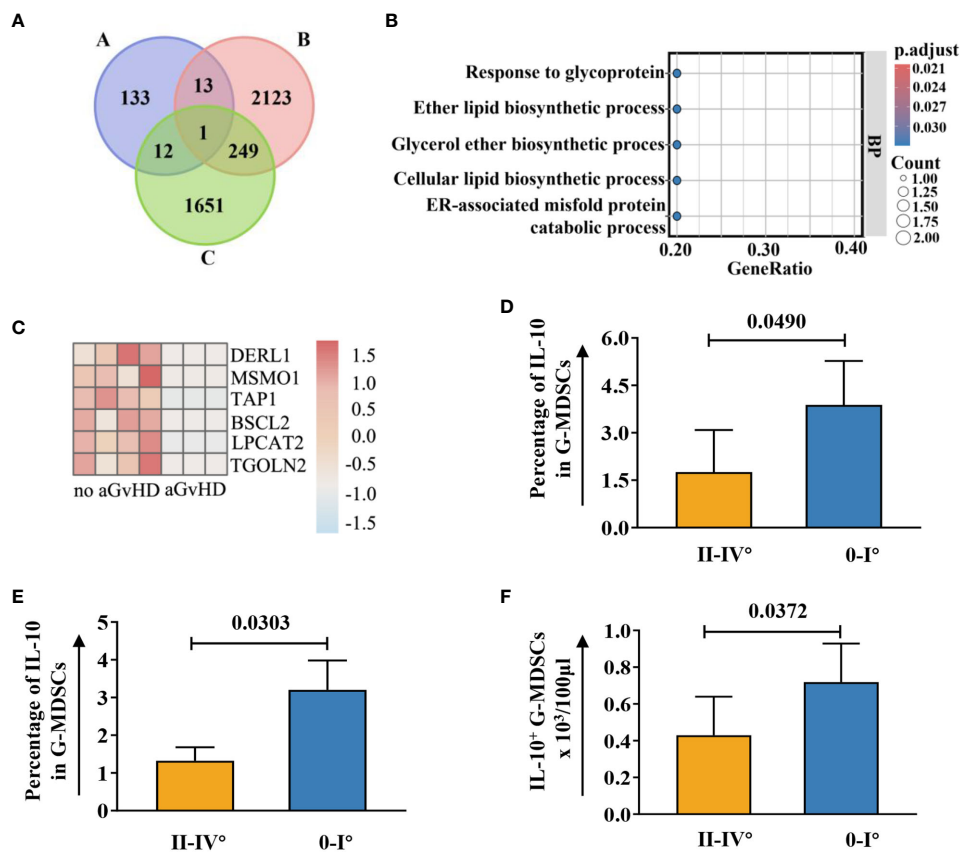 A
A
B
133
13
2123
1
12
249
1651
C
B
Response to glycoprotein
Ether lipid biosynthetic process
Glycerol ether biosynthetic proces
Cellular lipid biosynthetic process
ER-associated misfold protein
catabolic process
0.20
0.30
0.40
GeneRatio
BP
p.adjust
0.021
0.024
0.027
0.030
Count
1.00
1.25
1.50
1.75
2.00
C
DERL1
MSMO1
TAP1
BSCL2
LPCAT2
TGOLN2
no aGvHD aGvHD
1.5
1.0
0.5
0.0
-0.5
-1.0
-1.5
D
Percentage of IL-10
in G-MDSCs
6.0
4.5
3.0
1.5
0.0
0.0490
II-IV°
0-I°
E
Percentage of IL-10
in G-MDSCs
5
4
3
2
1
0
0.0303
II-IV°
0-I°
F
IL-10⁺ G-MDSCs
x 10³/100µl
1.0
0.8
0.6
0.4
0.2
0.0
0.0372
II-IV°
0-I°